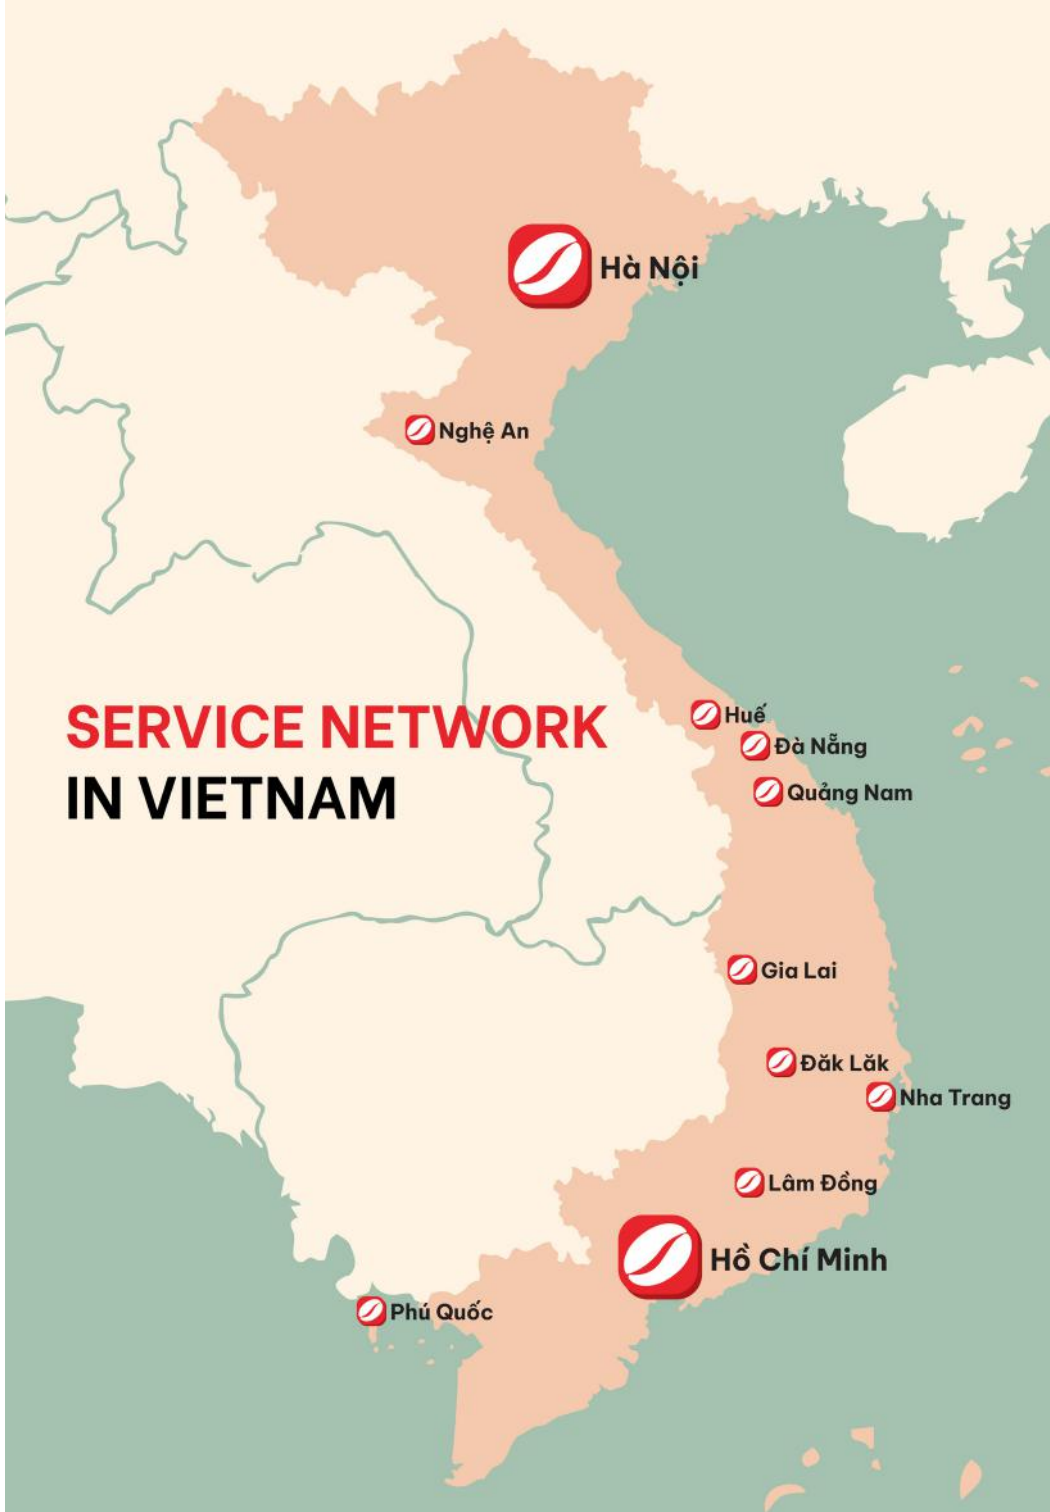 Hà Nội
Nghệ An
SERVICE NETWORK
IN VIETNAM
Huế
Đà Nẵng
Quảng Nam
Gia Lai
Đăk Lăk
Nha Trang
Lâm Đồng
Hồ Chí Minh
Phú Quốc